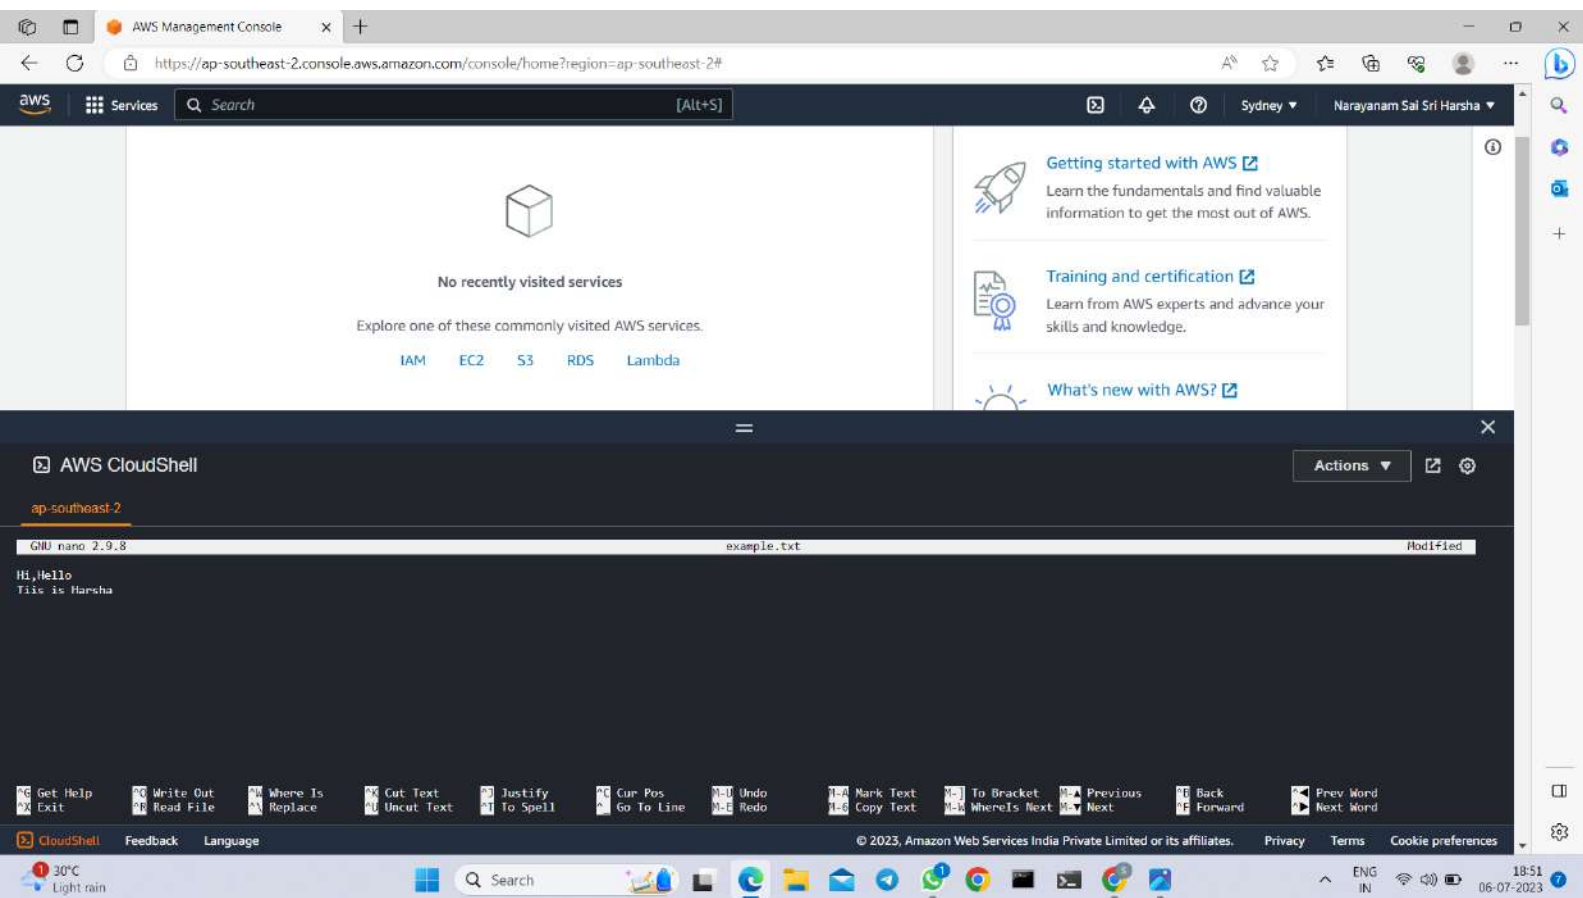 AWS Management Console
https://ap-southeast-2.console.aws.amazon.com/console/home?region=ap-southeast-2#
aws
Services
Search
[Alt+S]
Sydney
Narayanam Sai Sri Harsha
No recently visited services
Explore one of these commonly visited AWS services.
IAM EC2 S3 RDS Lambda
Getting started with AWS
Learn the fundamentals and find valuable
information to get the most out of AWS.
Training and certification
Learn from AWS experts and advance your
skills and knowledge.
What's new with AWS?
AWS CloudShell
Actions
ap-southeast-2
GNU nano 2.9.8 example.txt Modified
Hi,Hello
Tiis is Harsha
^G Get Help ^O Write Out ^W Where Is ^K Cut Text ^J Justify ^C Cur Pos M-U Undo M-A Mark Text M-] To Bracket M-▲ Previous ^B Back ^◀ Prev Word
^X Exit ^R Read File ^\ Replace ^U Uncut Text ^T To Spell ^_ Go To Line M-E Redo M-6 Copy Text M-W WhereIs Next M-▼ Next ^F Forward ^▶ Next Word
CloudShell Feedback Language © 2023, Amazon Web Services India Private Limited or its affiliates. Privacy Terms Cookie preferences
1
30°C
Light rain
Search
ENG
IN
18:51
06-07-2023
7